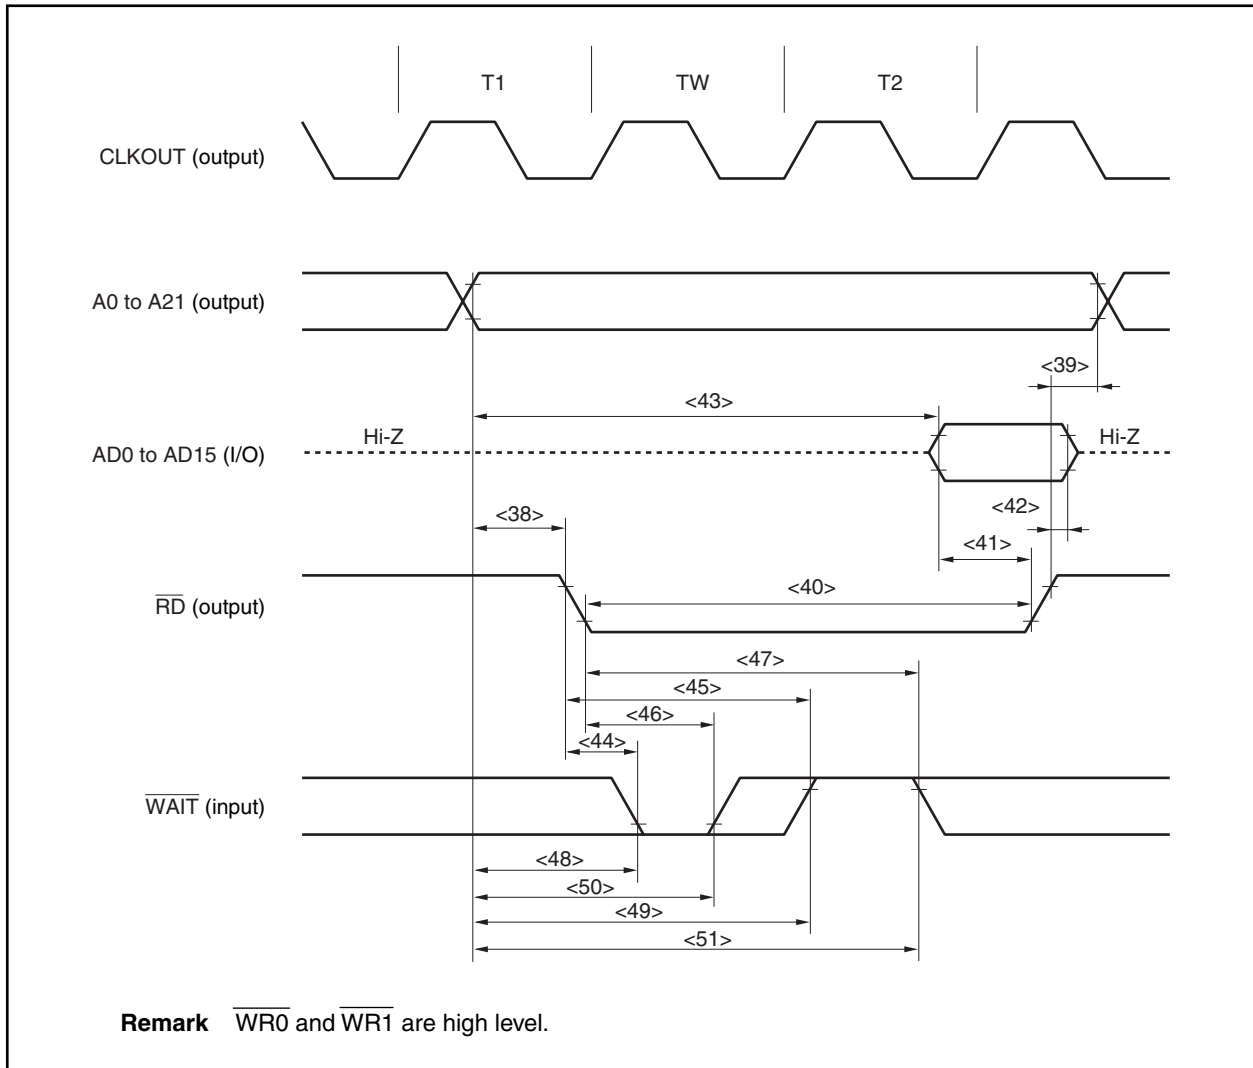 T1 TW T2
CLKOUT (output)
A0 to A21 (output)
<39>
<43>
Hi-Z Hi-Z
AD0 to AD15 (I/O)
<42>
<38>
<41>
<40>
RD (output)
<47>
<45>
<46>
<44>
WAIT (input)
<48>
<50>
<49>
<51>
Remark WR0 and WR1 are high level.